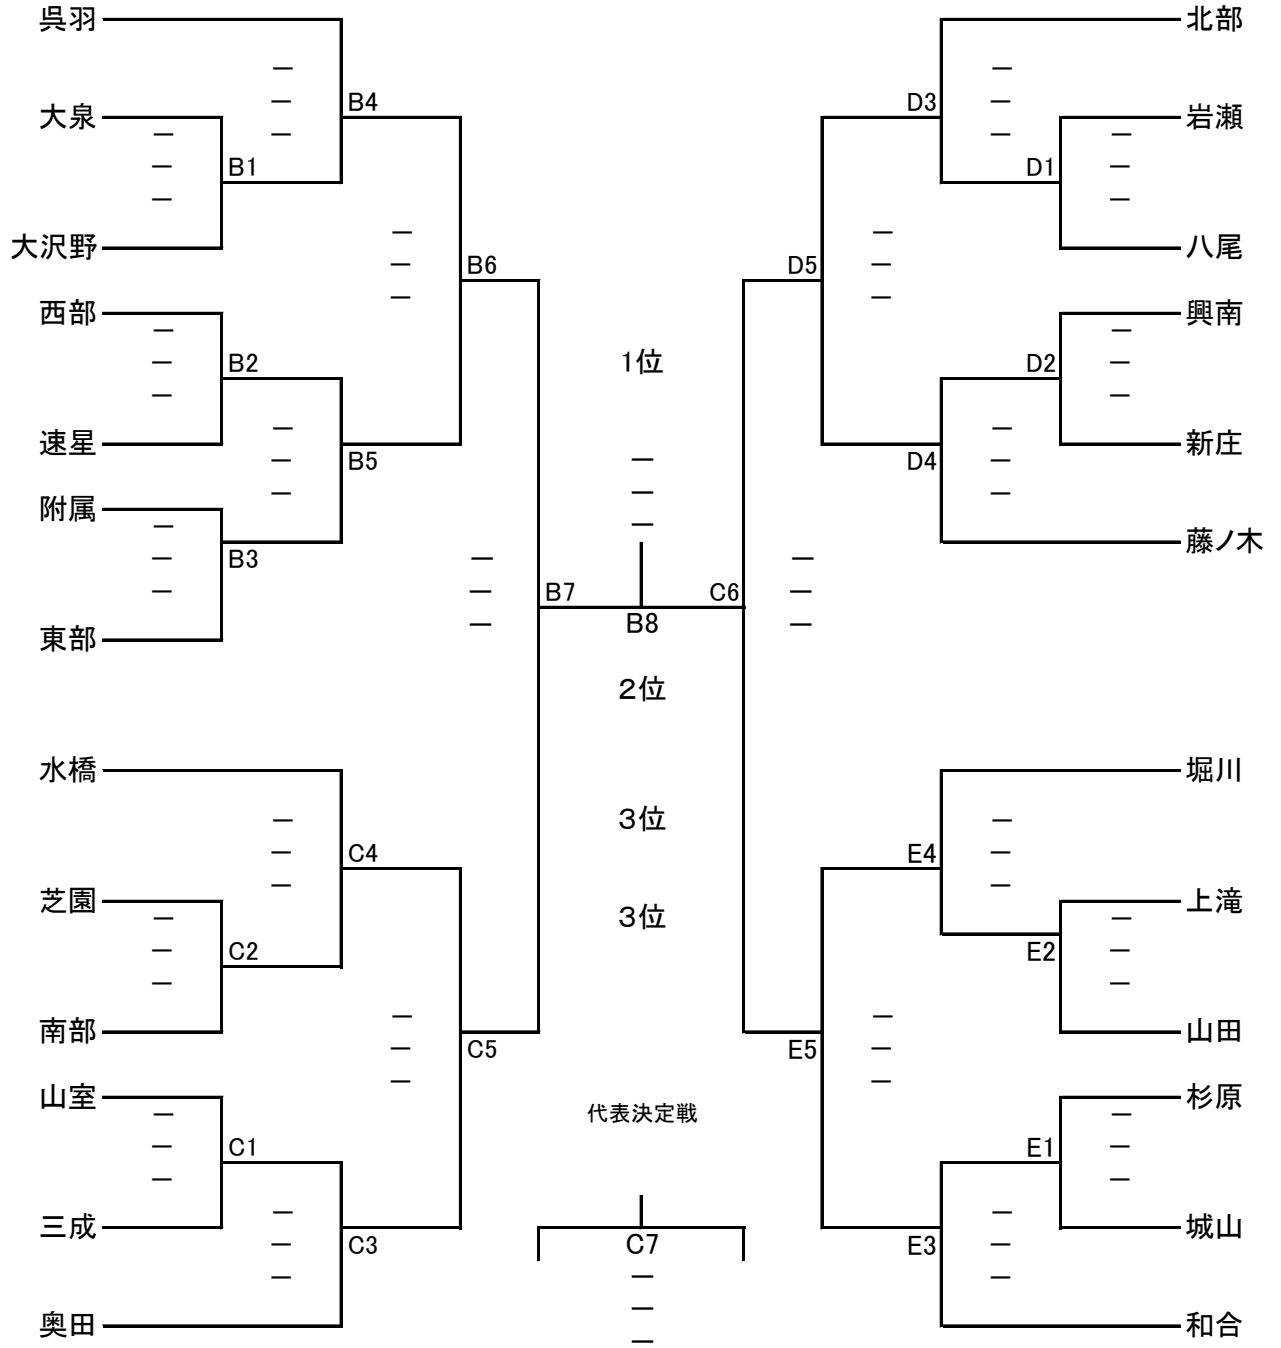 呉羽
大泉
大沢野
西部
速星
附属
東部
水橋
芝園
南部
山室
三成
奥田
B1
B2
B3
B4
B5
B6
B7
C1
C2
C3
C4
C5
1位
B8
2位
3位
3位
代表決定戦
C7
C6
D5
E5
D3
D4
E4
E3
D1
D2
E2
E1
北部
岩瀬
八尾
興南
新庄
藤ノ木
堀川
上滝
山田
杉原
城山
和合